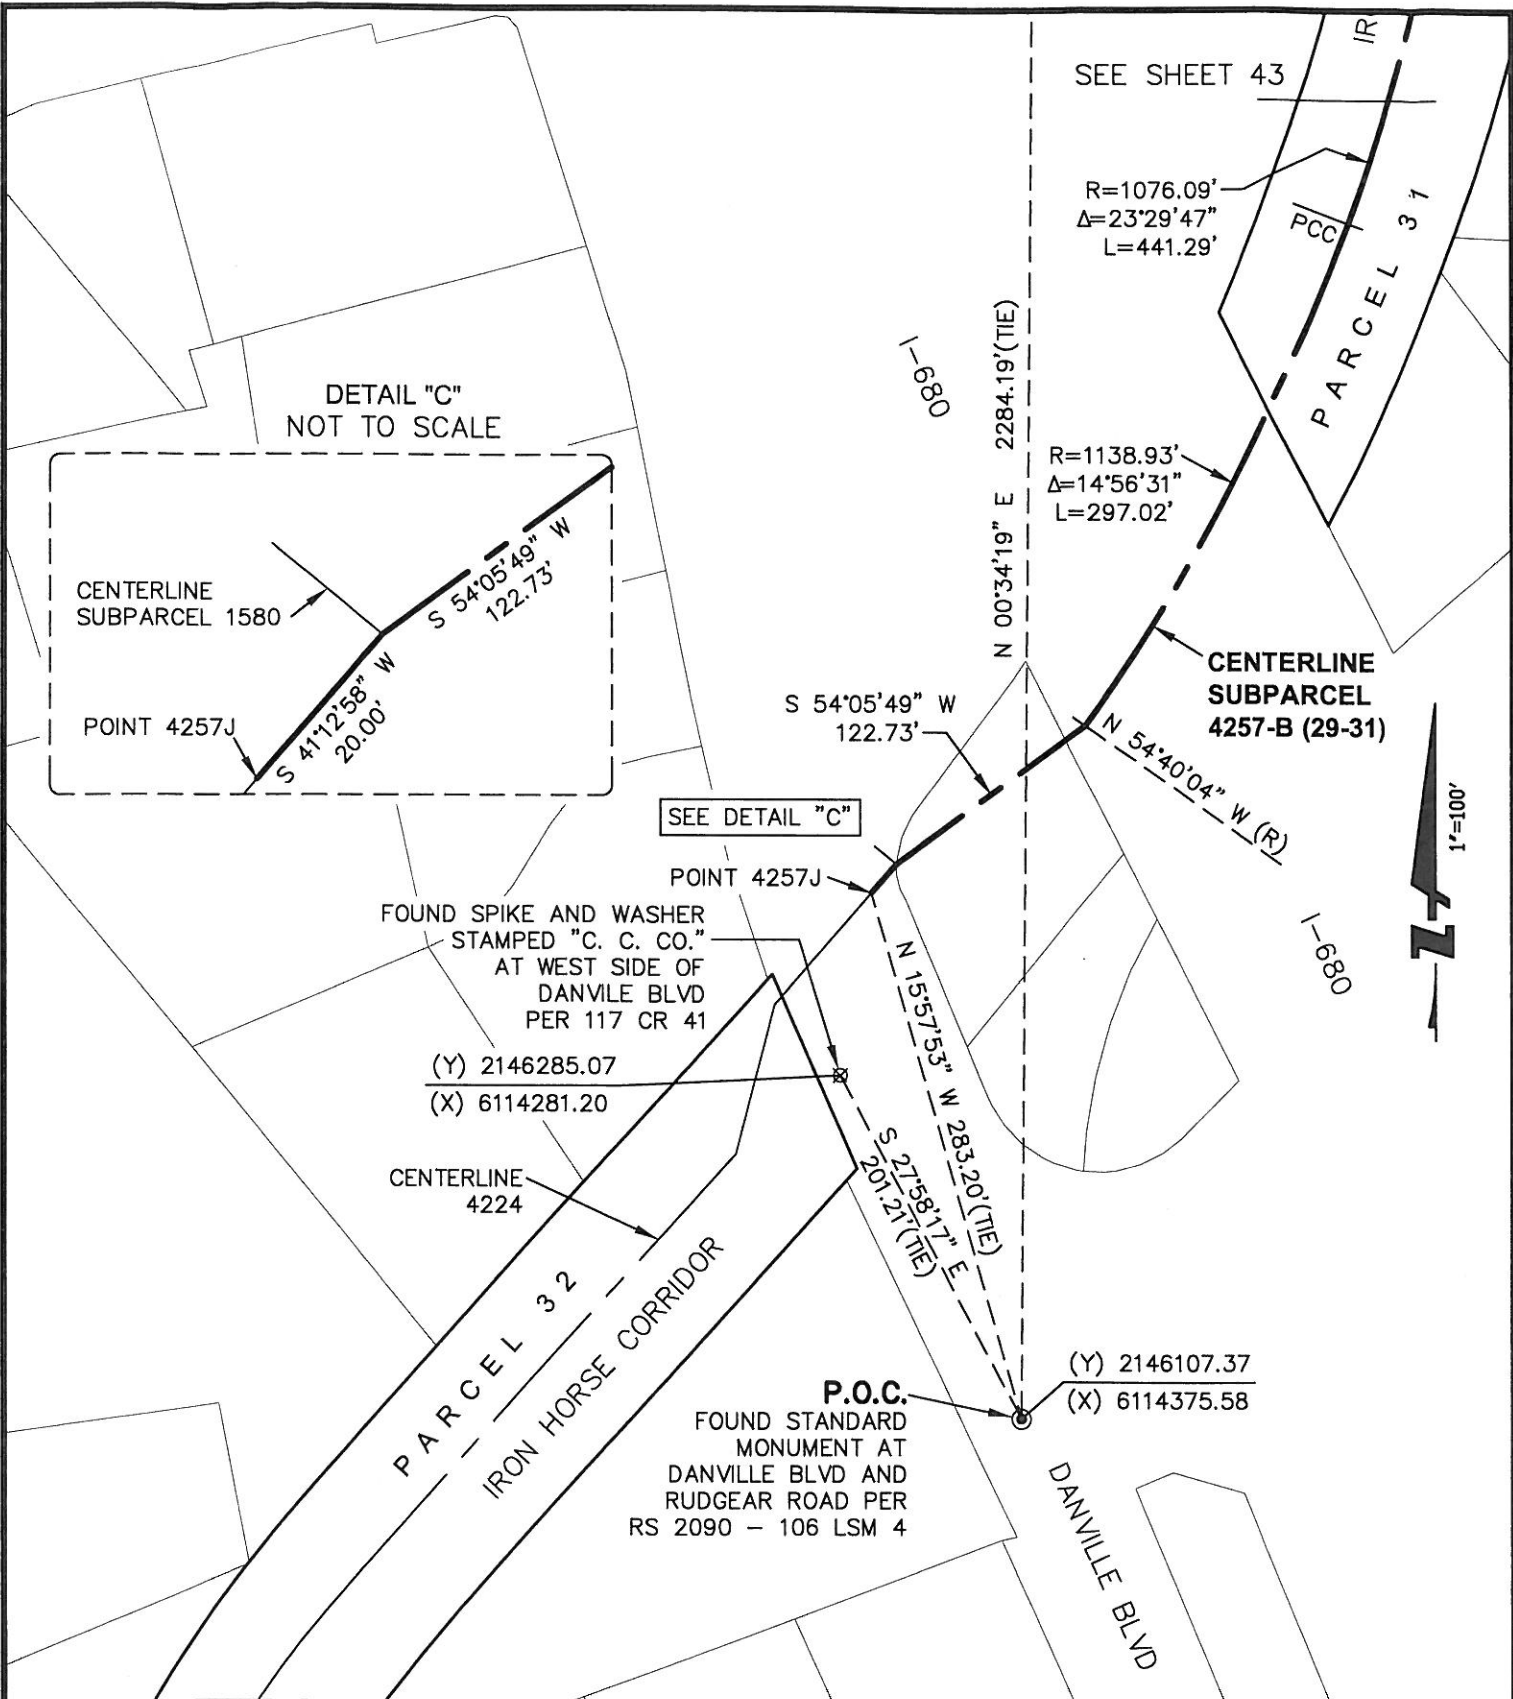 SEE SHEET 43
IR
R=1076.09'
Δ=23°29'47"
L=441.29'
PCC
PARCEL 31
I-680
N 00°34'19" E 2284.19'(TIE)
DETAIL "C"
NOT TO SCALE
CENTERLINE
SUBPARCEL 1580
S 54°05'49" W
122.73'
POINT 4257J
S 41°12'58" W
20.00'
R=1138.93'
Δ=14°56'31"
L=297.02'
CENTERLINE
SUBPARCEL
4257-B (29-31)
S 54°05'49" W
122.73'
N 54°40'04" W (R)
1"=100'
Z
SEE DETAIL "C"
POINT 4257J
FOUND SPIKE AND WASHER
STAMPED "C. C. CO."
AT WEST SIDE OF
DANVILE BLVD
PER 117 CR 41
I-680
N 15°57'53" W 283.20'(TIE)
(Y) 2146285.07
(X) 6114281.20
S 27°58'17" E
201.21'(TIE)
CENTERLINE
4224
PARCEL 32
IRON HORSE CORRIDOR
(Y) 2146107.37
(X) 6114375.58
P.O.C.
FOUND STANDARD
MONUMENT AT
DANVILLE BLVD AND
RUDGEAR ROAD PER
RS 2090 - 106 LSM 4
DANVILLE BLVD